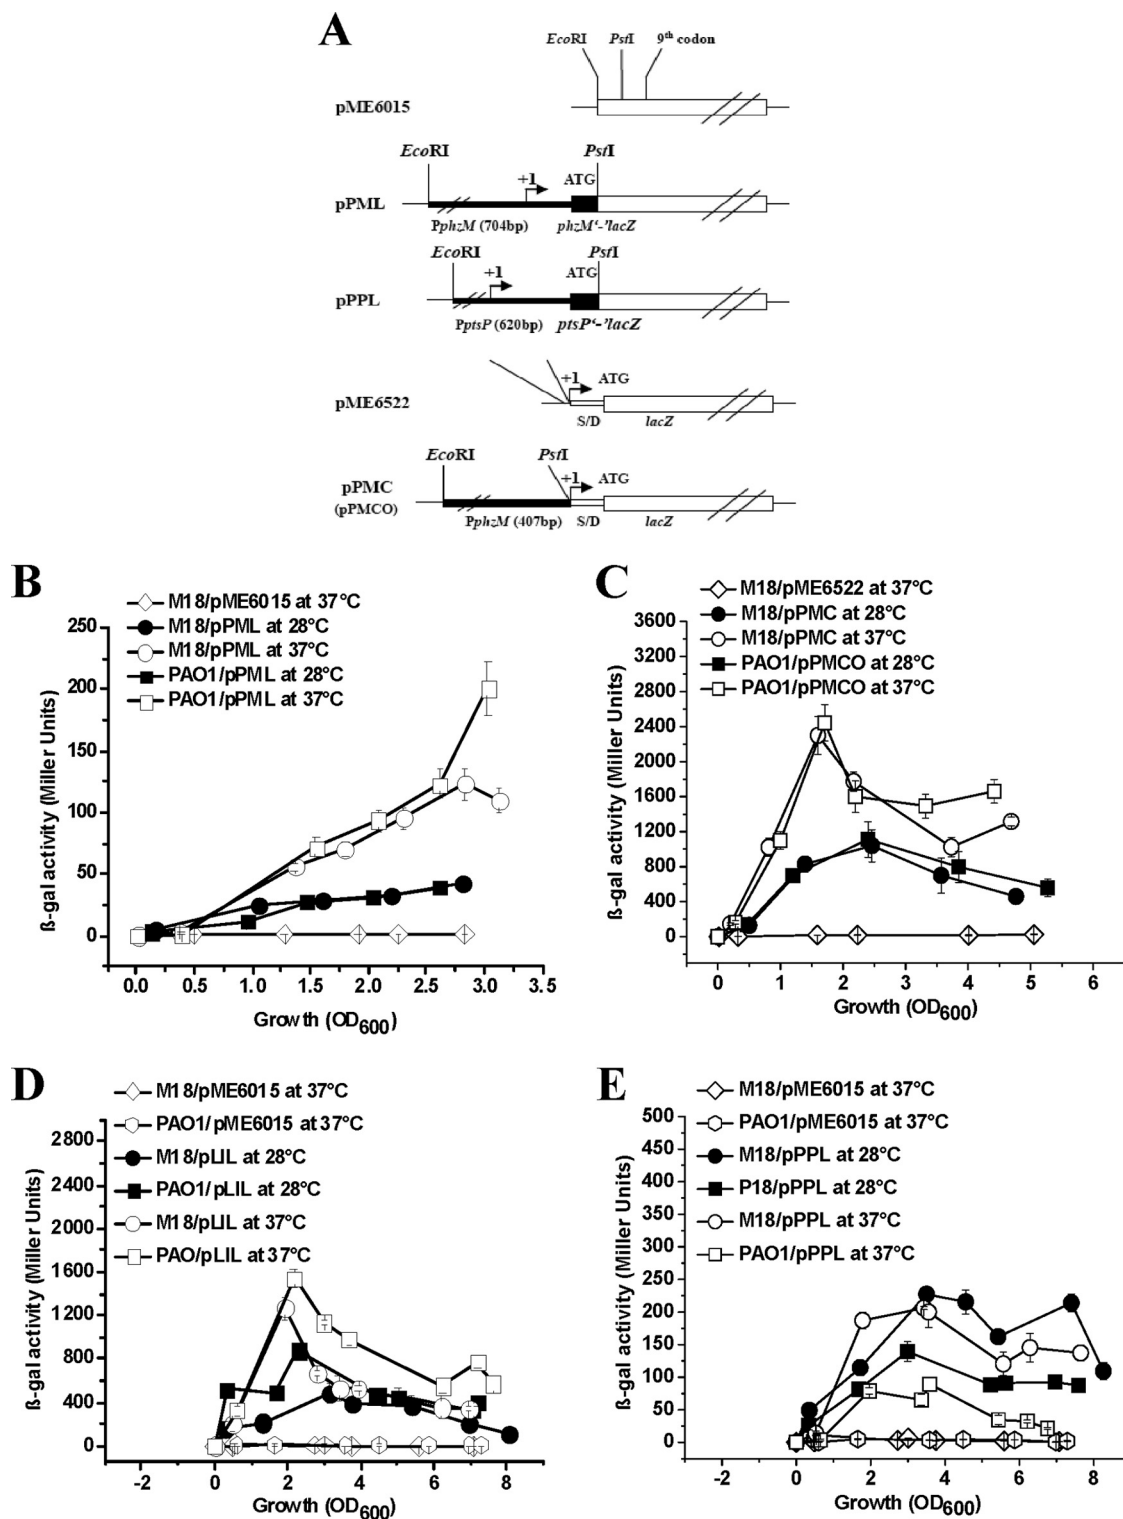 A
EcoRI PstI 9th codon
pME6015
EcoRI PstI
+1 ATG
pPML
PphzM (704bp) phzM‘-’lacZ
EcoRI PstI
+1 ATG
pPPL
PptsP (620bp) ptsP‘-’lacZ
+1 ATG
pME6522
S/D lacZ
EcoRI PstI
+1 ATG
pPMC
(pPMCO)
PphzM (407bp) S/D lacZ
B
M18/pME6015 at 37°C
M18/pPML at 28°C
M18/pPML at 37°C
PAO1/pPML at 28°C
PAO1/pPML at 37°C
250
200
150
100
50
0
ß-gal activity (Miller Units)
0.0 0.5 1.0 1.5 2.0 2.5 3.0 3.5
Growth (OD600)
C
M18/pME6522 at 37°C
M18/pPMC at 28°C
M18/pPMC at 37°C
PAO1/pPMCO at 28°C
PAO1/pPMCO at 37°C
3600
3200
2800
2400
2000
1600
1200
800
400
0
ß-gal activity (Miller Units)
0 1 2 3 4 5 6
Growth (OD600)
D
M18/pME6015 at 37°C
PAO1/pME6015 at 37°C
M18/pLIL at 28°C
PAO1/pLIL at 28°C
M18/pLIL at 37°C
PAO/pLIL at 37°C
2800
2400
2000
1600
1200
800
400
0
ß-gal activity (Miller Units)
-2 0 2 4 6 8
Growth (OD600)
E
M18/pME6015 at 37°C
PAO1/pME6015 at 37°C
M18/pPPL at 28°C
P18/pPPL at 28°C
M18/pPPL at 37°C
PAO1/pPPL at 37°C
500
450
400
350
300
250
200
150
100
50
0
ß-gal activity (Miller Units)
-2 0 2 4 6 8
Growth (OD600)